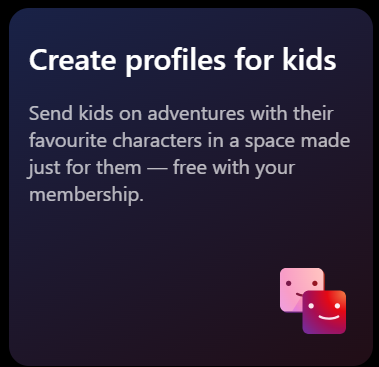 Create profiles for kids
Send kids on adventures with their
favourite characters in a space made
just for them — free with your
membership.